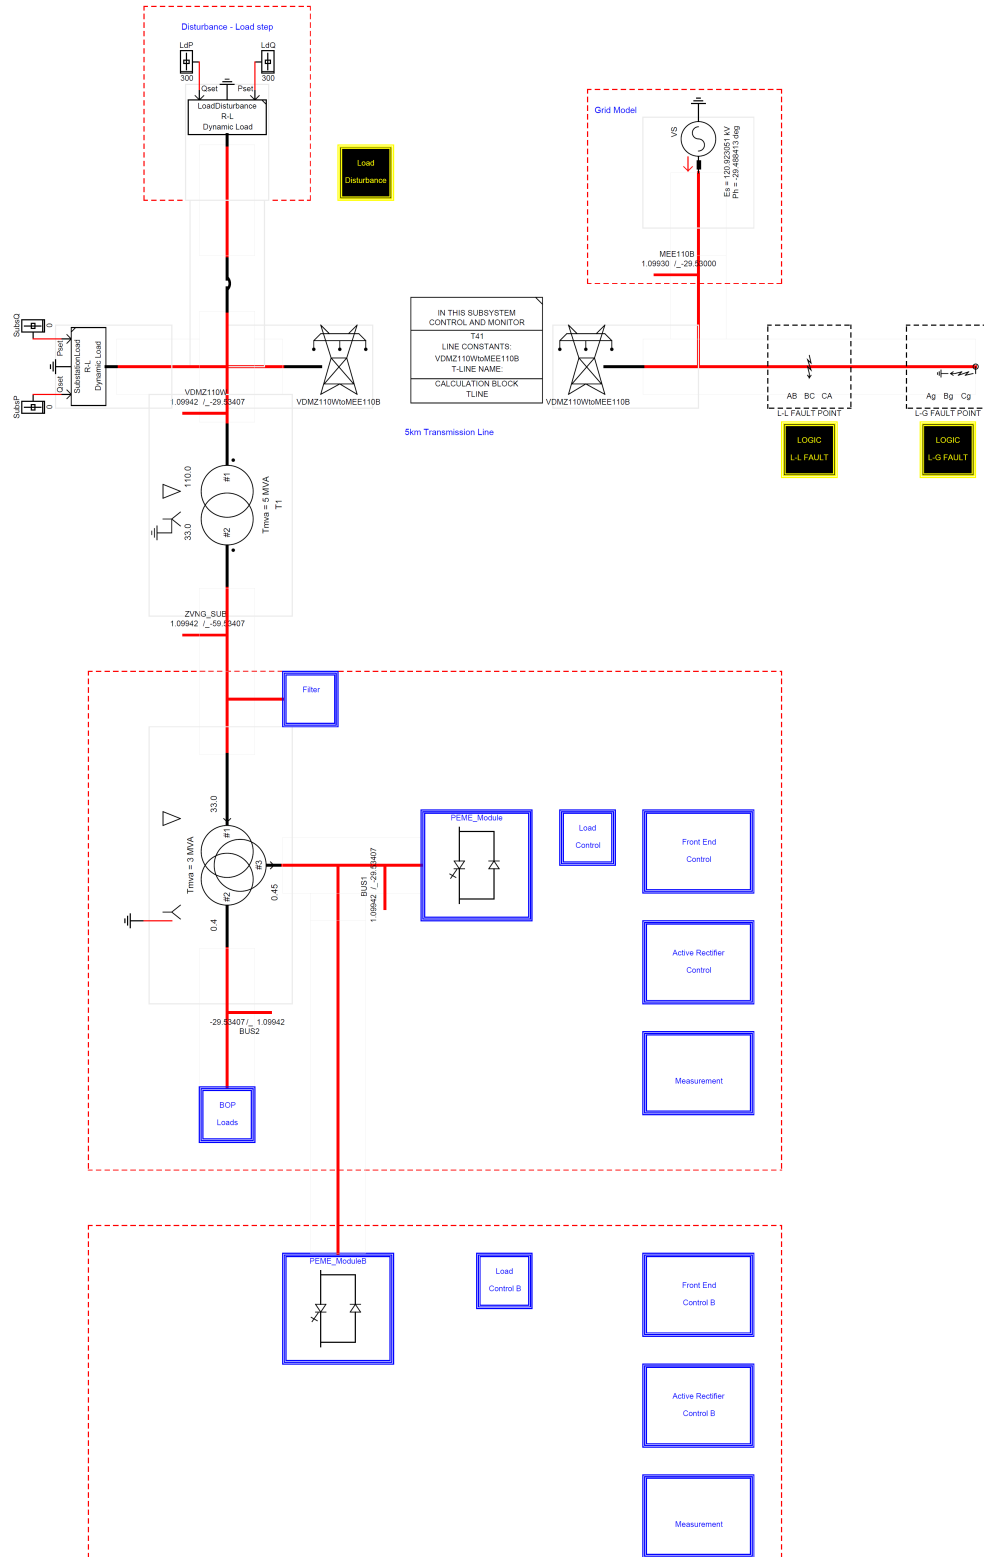 Disturbance - Load step
LdP
300
LdQ
300
Qset
Pset
LoadDisturbance
R-L
Dynamic Load
Load
Disturbance
Grid Model
VS
Es = 120.923051 kV
Ph = -29.488413 deg
MEE110B
1.09930 /_-29.53000
SubsQ
0
SubsP
0
Pset
Qset
SubstationLoad
R-L
Dynamic Load
VDMZ110W
1.09942 /_-29.53407
VDMZ110WtoMEE110B
IN THIS SUBSYSTEM
CONTROL AND MONITOR
T41
LINE CONSTANTS:
VDMZ110WtoMEE110B
T-LINE NAME:
CALCULATION BLOCK
TLINE
VDMZ110WtoMEE110B
5km Transmission Line
AB BC CA
L-L FAULT POINT
Ag Bg Cg
L-G FAULT POINT
LOGIC
L-L FAULT
LOGIC
L-G FAULT
110.0
33.0
#1
#2
Tmva = 5 MVA
T1
ZVNG_SUB
1.09942 /_-59.53407
Filter
33.0
#1
#2
#3
Tmva = 3 MVA
0.4
0.45
BUS1
1.09942 /_-29.53407
PEME_Module
Load
Control
Front End
Control
Active Rectifier
Control
Measurement
-29.53407 /_ 1.09942
BUS2
BOP
Loads
PEME_ModuleB
Load
Control B
Front End
Control B
Active Rectifier
Control B
Measurement